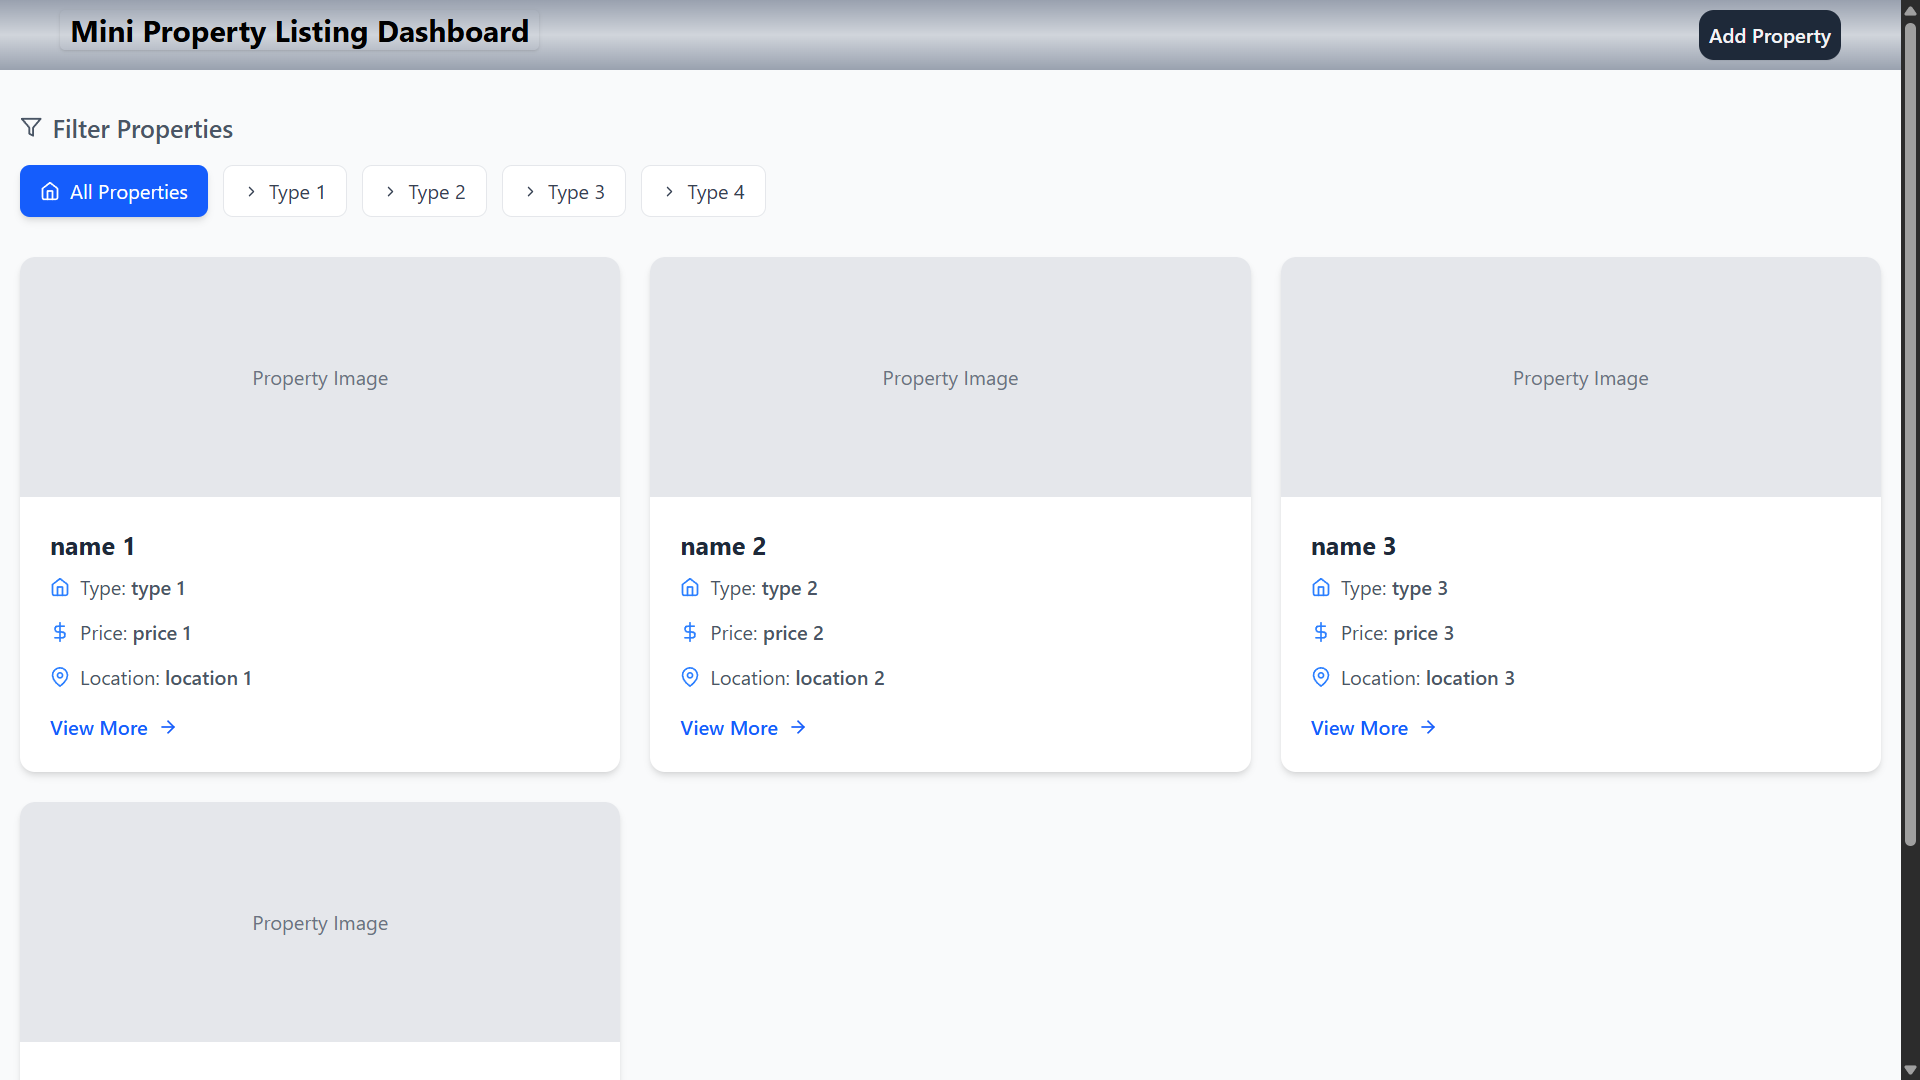 Mini Property Listing Dashboard
Add Property
Filter Properties
All Properties
Type 1
Type 2
Type 3
Type 4
Property Image
Property Image
Property Image
name 1
Type: type 1
Price: price 1
Location: location 1
View More
name 2
Type: type 2
Price: price 2
Location: location 2
View More
name 3
Type: type 3
Price: price 3
Location: location 3
View More
Property Image